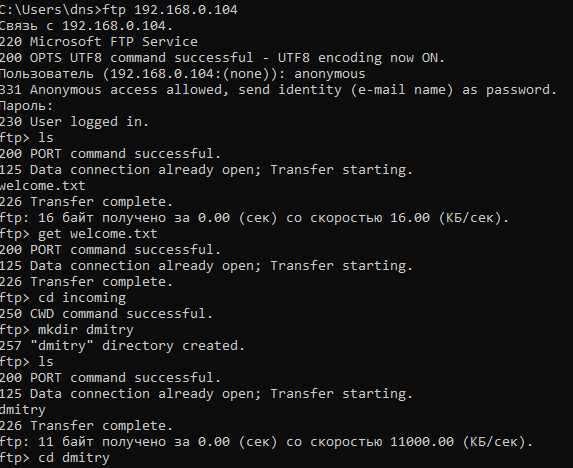 C:\Users\dns>ftp 192.168.0.104
Связь с 192.168.0.104.
220 Microsoft FTP Service
200 OPTS UTF8 command successful - UTF8 encoding now ON.
Пользователь (192.168.0.104:(none)): anonymous
331 Anonymous access allowed, send identity (e-mail name) as password.
Пароль:
230 User logged in.
ftp> ls
200 PORT command successful.
125 Data connection already open; Transfer starting.
welcome.txt
226 Transfer complete.
ftp: 16 байт получено за 0.00 (сек) со скоростью 16.00 (КБ/сек).
ftp> get welcome.txt
200 PORT command successful.
125 Data connection already open; Transfer starting.
226 Transfer complete.
ftp> cd incoming
250 CWD command successful.
ftp> mkdir dmitry
257 "dmitry" directory created.
ftp> ls
200 PORT command successful.
125 Data connection already open; Transfer starting.
dmitry
226 Transfer complete.
ftp: 11 байт получено за 0.00 (сек) со скоростью 11000.00 (КБ/сек).
ftp> cd dmitry